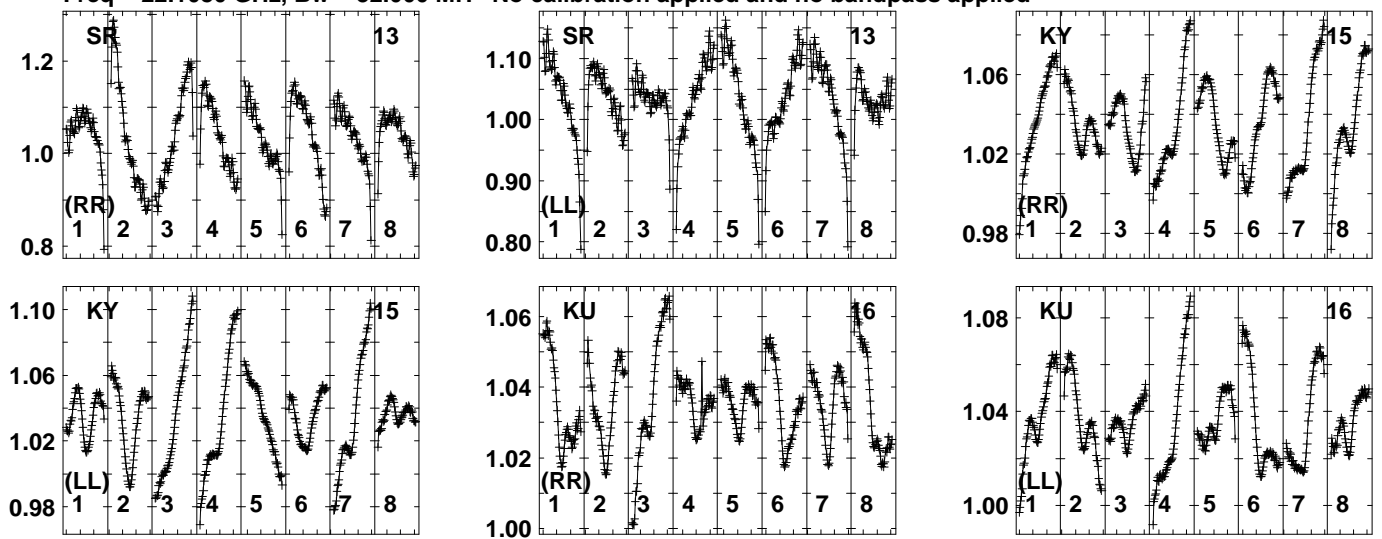 Freq = GHz, Bw = 32.000 MH No calibration applied and no bandpass applied
SR 13
1.2
1.0
0.8
(RR)
1 2 3 4 5 6 7 8
SR 13
1.10
1.00
0.90
0.80
(LL)
1 2 3 4 5 6 7 8
KY 15
1.06
1.02
0.98
(RR)
1 2 3 4 5 6 7 8
KY 15
1.10
1.06
1.02
0.98
(LL)
1 2 3 4 5 6 7 8
KU 16
1.06
1.04
1.02
1.00
(RR)
1 2 3 4 5 6 7 8
KU 16
1.08
1.04
1.00
(LL)
1 2 3 4 5 6 7 8